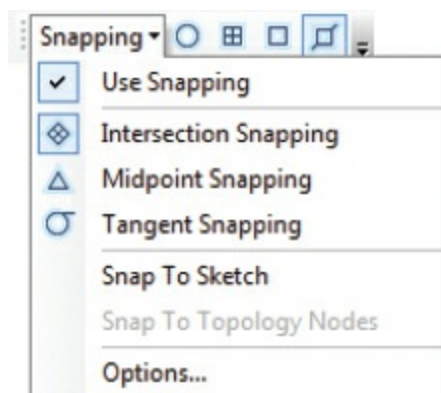 Snapping
Use Snapping
Intersection Snapping
Midpoint Snapping
Tangent Snapping
Snap To Sketch
Snap To Topology Nodes
Options...